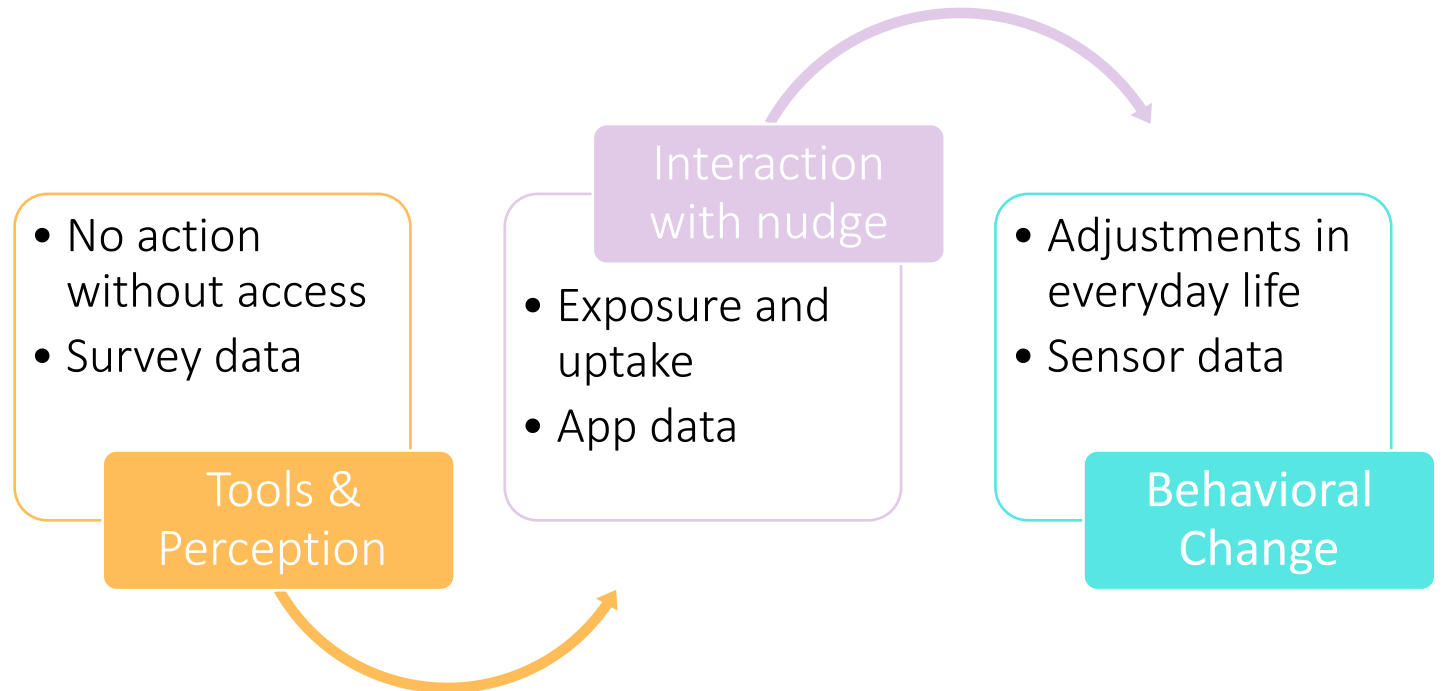 • No action
without access
• Survey data
Tools &
Perception
Interaction
with nudge
• Exposure and
uptake
• App data
• Adjustments in
everyday life
• Sensor data
Behavioral
Change